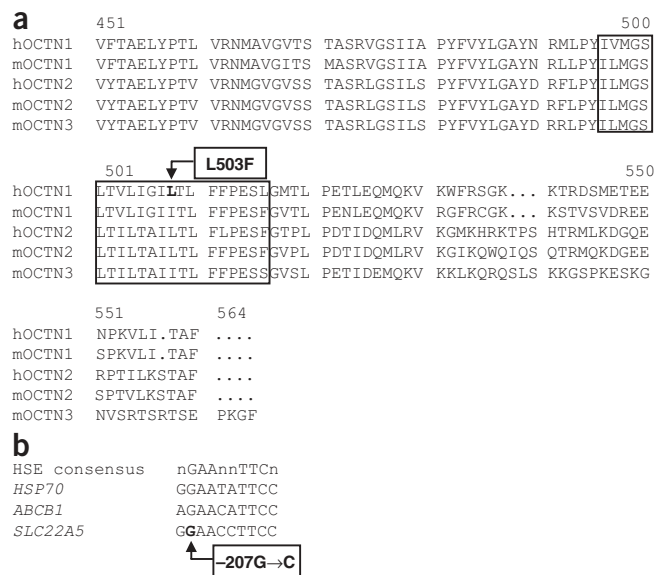 a
451 500
hOCTN1 VFTAELYPTL VRNMAVGVTS TASRVGSIIA PYFVYLGAYN RMLPYIVMGS
mOCTN1 VYTAELYPTL VRNMAVGITS MASRVGSIIA PYFVYLGAYN RLLPYILMGS
hOCTN2 VYTAELYPTV VRNMGVGVSS TASRLGSILS PYFVYLGAYD RFLPYILMGS
mOCTN2 VYTAELYPTV VRNMGVGVSS TASRLGSILS PYFVYLGAYD RFLPYILMGS
mOCTN3 VYTAELYPTV VRNMGVGVSS TASRLGSILS PYFVYLGAYD RRLPYILMGS
501 L503F 550
hOCTN1 LTVLIGILTL FFPESLGMTL PETLEQMQKV KWFRSGK... KTRDSMETEE
mOCTN1 LTVLIGIITL FFPESFGVTL PENLEQMQKV RGFRCGK... KSTVSVDREE
hOCTN2 LTILTAILTL FLPESFGTPL PDTIDQMLRV KGMKHRKTPS HTRMLKDGQE
mOCTN2 LTILTAIITL FFPESFGVPL PDTIDQMLRV KGIKQWQIQS QTRMQKDGEE
mOCTN3 LTILTAIITL FFPESSGVSL PETIDEMQKV KKLKQRQSLS KKGSPKESKG
551 564
hOCTN1 NPKVLI.TAF ....
mOCTN1 SPKVLI.TAF ....
hOCTN2 RPTILKSTAF ....
mOCTN2 SPTVLKSTAF ....
mOCTN3 NVSRTSRTSE PKGF
b
HSE consensus nGAAnnTTCn
HSP70 GGAATATTCC
ABCB1 AGAACATTCC
SLC22A5 GGAACCTTCC
–207G→C